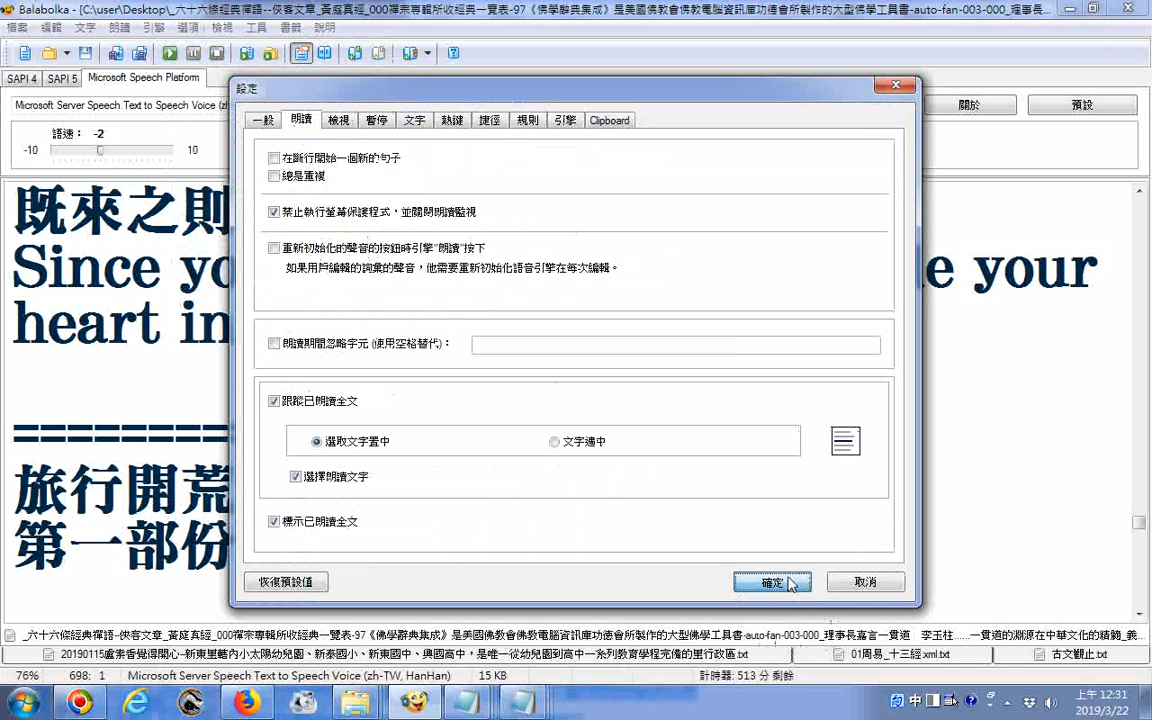 Balabolka - [C:\user\Desktop\_六十六條經典禪語--俠客文章_黃庭真經_000禪宗專輯所收經典一覽表-97《佛學辭典集成》是美國佛教會佛教電腦資訊庫功德會所製作的大型佛學工具書-auto-fan-003-000_理事長...
檔案 編輯 文字 朗讀 引擎 選項 檢視 工具 書籤 說明
SAPI 4 SAPI 5 Microsoft Speech Platform
設定
Microsoft Server Speech Text to Speech Voice (zh
關於 預設
語速： -2
-10 10
一般 朗讀 檢視 暫停 文字 熱鍵 捷徑 規則 引擎 Clipboard
在斷行開始一個新的句子
總是重複
禁止執行螢幕保護程式，並關閉朗讀監視
重新初始化的聲音的按鈕時引擎"朗讀"按下
如果用戶編輯的詞彙的聲音，他需要重新初始化語音引擎在每次編輯。
朗讀期間忽略字元 (使用空格替代)：
跟蹤已朗讀全文
選取文字置中 文字適中
選擇朗讀文字
標示已朗讀全文
恢復預設值 確定 取消
既來之則
Since yo e your
heart in
==========
旅行開荒
第一部份
_六十六條經典禪語--俠客文章_黃庭真經_000禪宗專輯所收經典一覽表-97《佛學辭典集成》是美國佛教會佛教電腦資訊庫功德會所製作的大型佛學工具書-auto-fan-003-000_理事長嘉言一貫道 李玉柱......一貫道的淵源在中華文化的精髓_義...
20190115盧素香覺得開心--新東里轄內小太陽幼兒園、新泰國小、新東國中、興國高中，是唯一從幼兒園到高中一系列教育學程完備的里行政區.txt 01周易_十三經.xml.txt 古文觀止.txt
76% 698: 1 Microsoft Server Speech Text to Speech Voice (zh-TW, HanHan) 15 KB 計時器: 513 分 剩餘
中
上午 12:31
2019/3/22